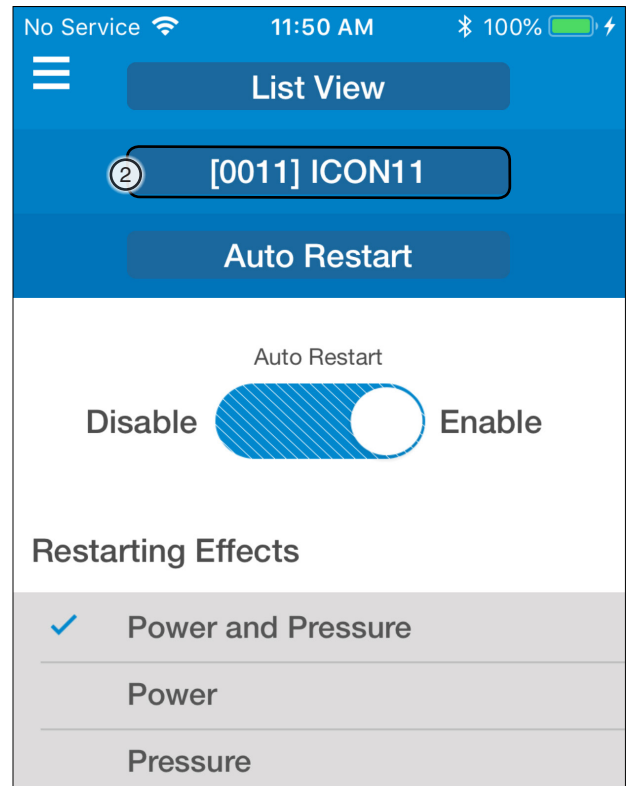 No Service 11:50 AM 100%
List View
2 [0011] ICON11
Auto Restart
Auto Restart
Disable Enable
Restarting Effects
Power and Pressure
Power
Pressure